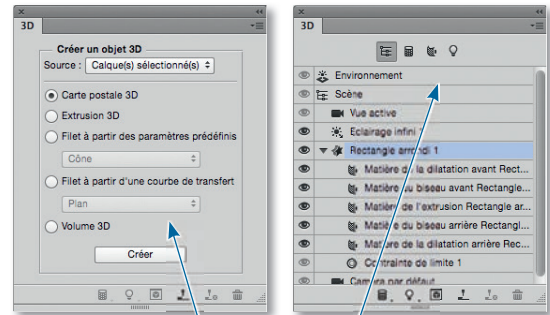 3D
Créer un objet 3D
Source : Calque(s) sélectionné(s)
Carte postale 3D
Extrusion 3D
Filet à partir des paramètres prédéfinis
Cône
Filet à partir d'une courbe de transfert
Plan
Volume 3D
Créer
3D
Environnement
Scène
Vue active
Eclairage infini 1
Rectangle arrondi 1
Matière de la dilatation avant Rect...
Matière du biseau avant Rectangle...
Matière de l'extrusion Rectangle ar...
Matière du biseau arrière Rectangl...
Matière de la dilatation arrière Rec...
Contrainte de limite 1
Caméra par défaut